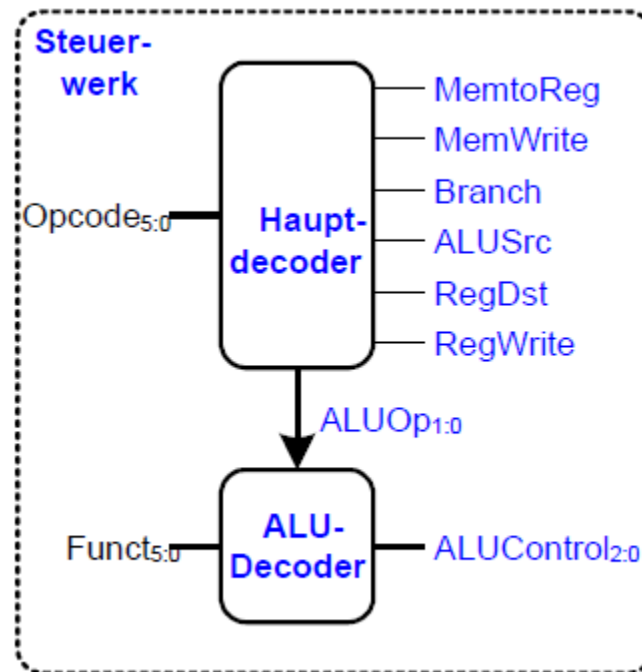 Steuer-
werk
MemtoReg
MemWrite
Branch
ALUSrc
RegDst
RegWrite
Opcode5:0
Haupt-
decoder
ALUOp1:0
Funct5:0
ALU-
Decoder
ALUControl2:0